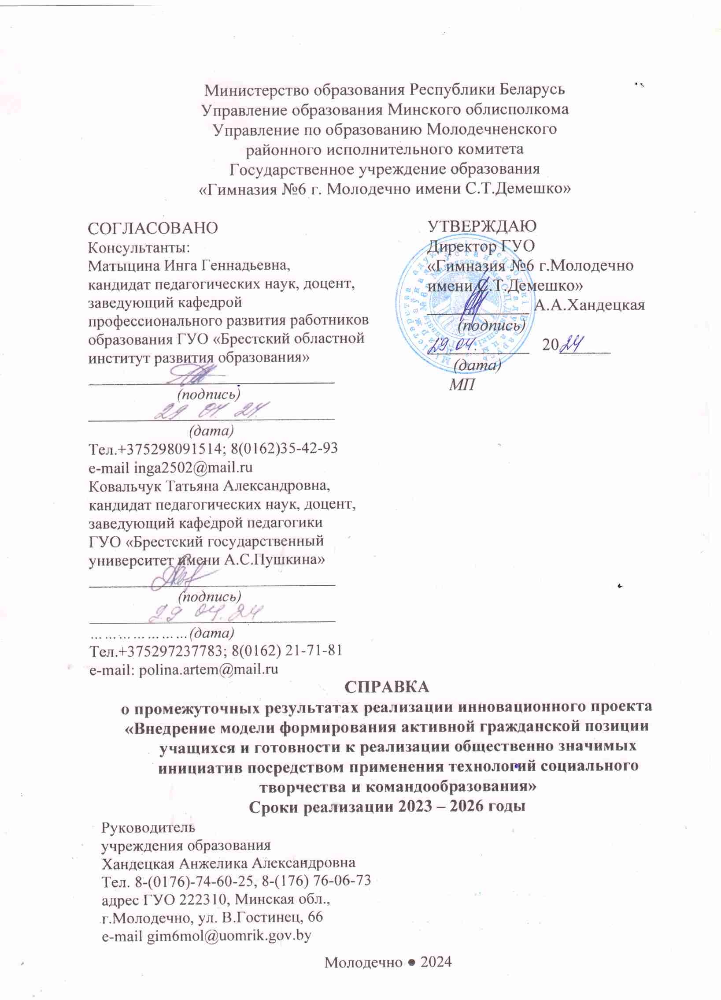 Министерство образования Республики Беларусь
Управление образования Минского облисполкома
Управление по образованию Молодечненского
районного исполнительного комитета
Государственное учреждение образования
«Гимназия №6 г. Молодечно имени С.Т.Демешко»
СОГЛАСОВАНО
Консультанты:
Матыцина Инга Геннадьевна,
кандидат педагогических наук, доцент,
заведующий кафедрой
профессионального развития работников
образования ГУО «Брестский областной
институт развития образования»
(подпись)
29 04 24.
(дата)
Тел.+375298091514; 8(0162)35-42-93
e-mail inga2502@mail.ru
Ковальчук Татьяна Александровна,
кандидат педагогических наук, доцент,
заведующий кафедрой педагогики
ГУО «Брестский государственный
университет имени А.С.Пушкина»
(подпись)
29 04. 24
…………………(дата)
Тел.+375297237783; 8(0162) 21-71-81
e-mail: polina.artem@mail.ru
УТВЕРЖДАЮ
Директор ГУО
«Гимназия №6 г.Молодечно
имени С.Т.Демешко»
А.А.Хандецкая
(подпись)
29.04. 2024
(дата)
МП
СПРАВКА
о промежуточных результатах реализации инновационного проекта
«Внедрение модели формирования активной гражданской позиции
учащихся и готовности к реализации общественно значимых
инициатив посредством применения технологий социального
творчества и командообразования»
Сроки реализации 2023 – 2026 годы
Руководитель
учреждения образования
Хандецкая Анжелика Александровна
Тел. 8-(0176)-74-60-25, 8-(176) 76-06-73
адрес ГУО 222310, Минская обл.,
г.Молодечно, ул. В.Гостинец, 66
e-mail gim6mol@uomrik.gov.by
Молодечно ● 2024